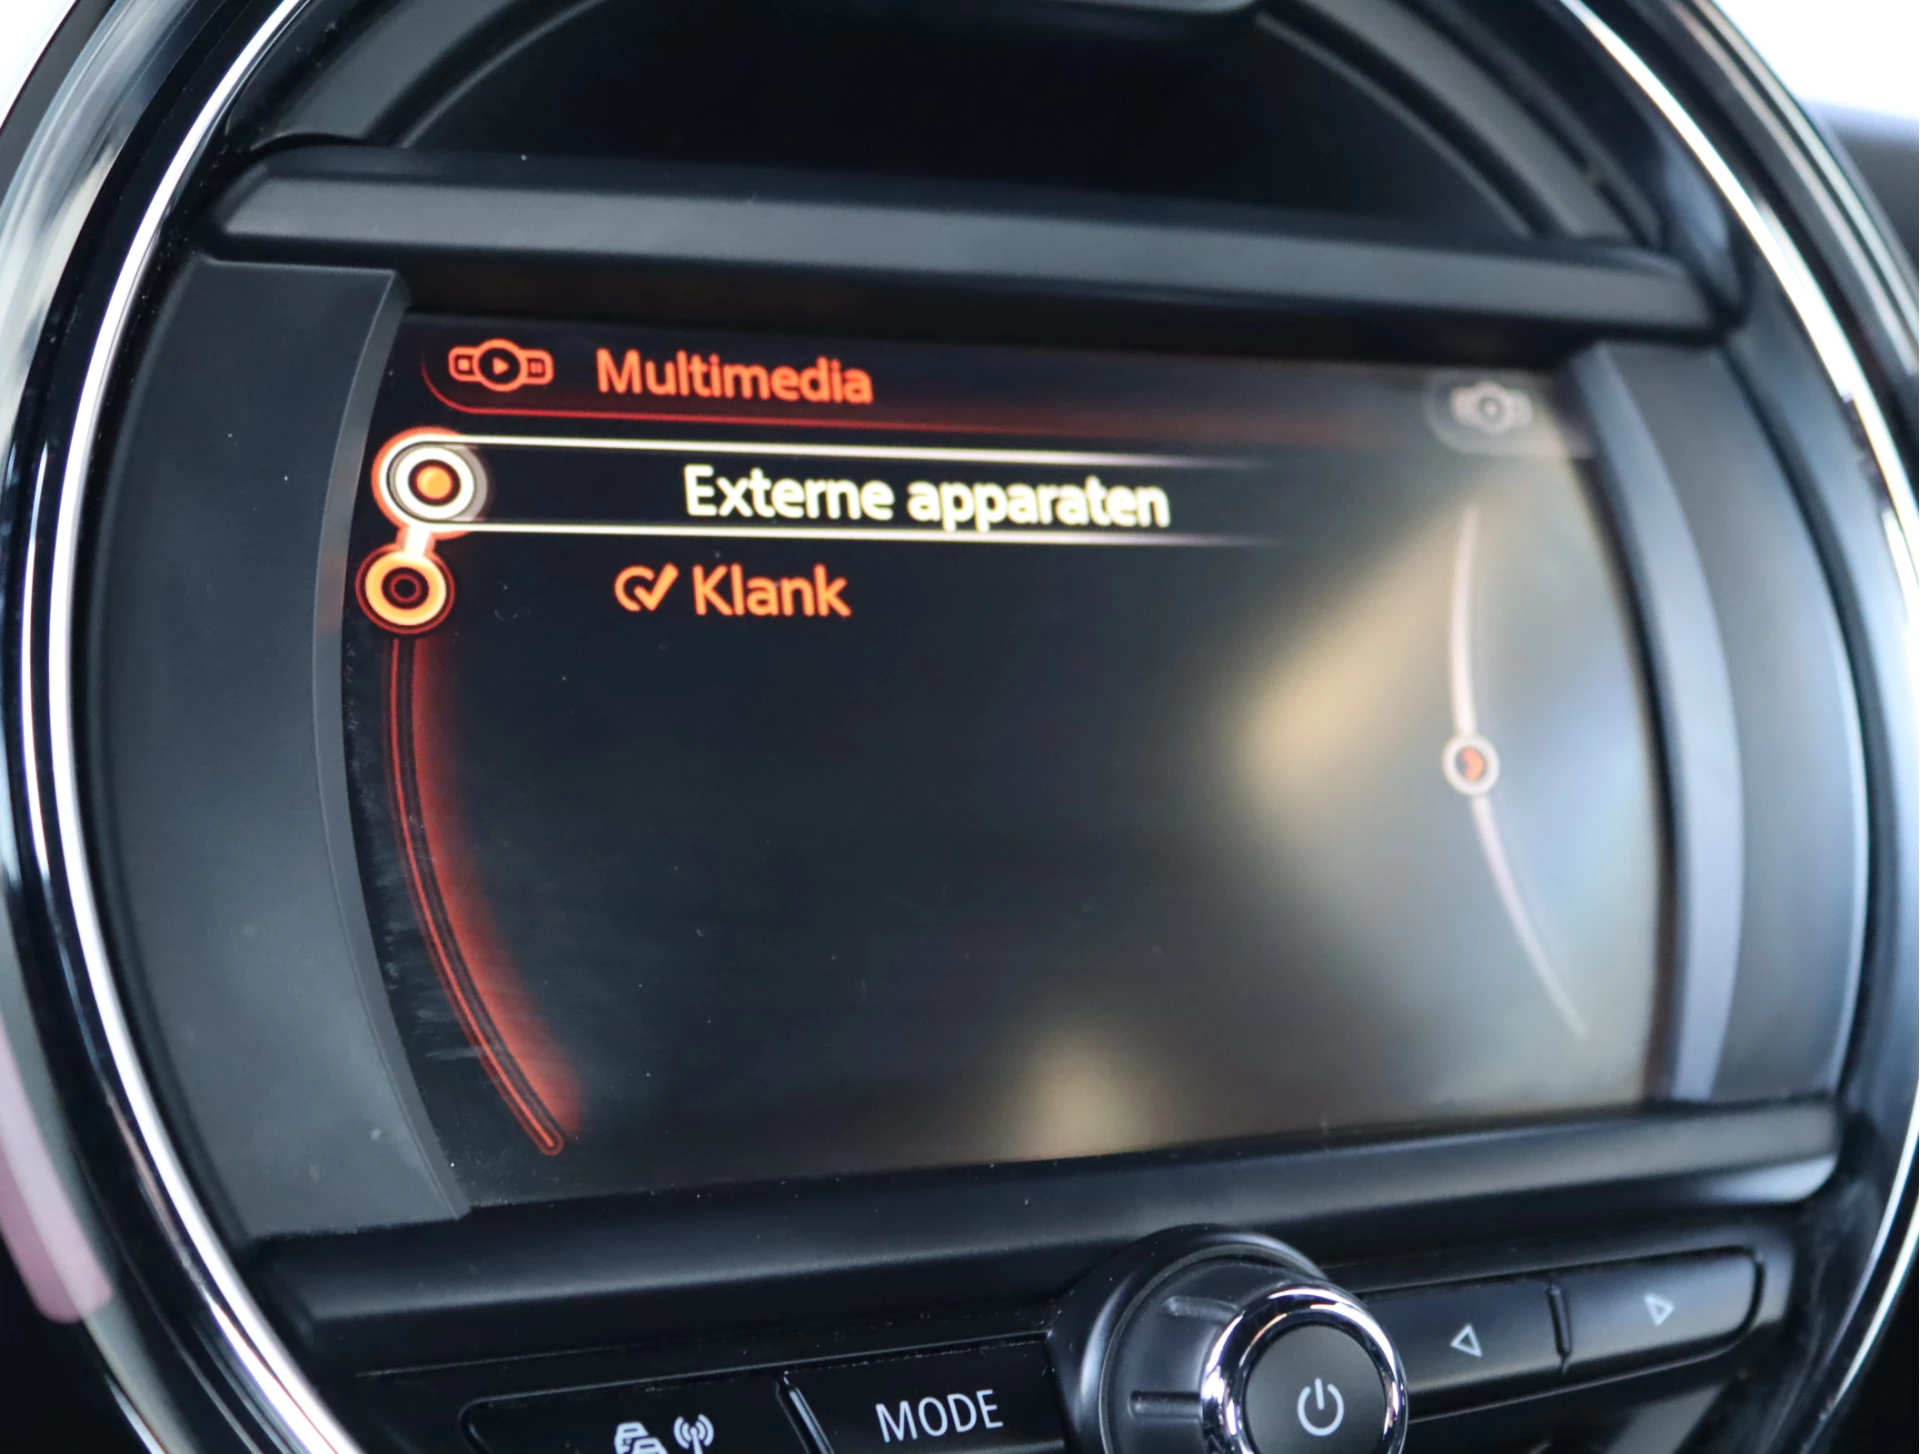 Multimedia
Externe apparaten
Klank
MODE